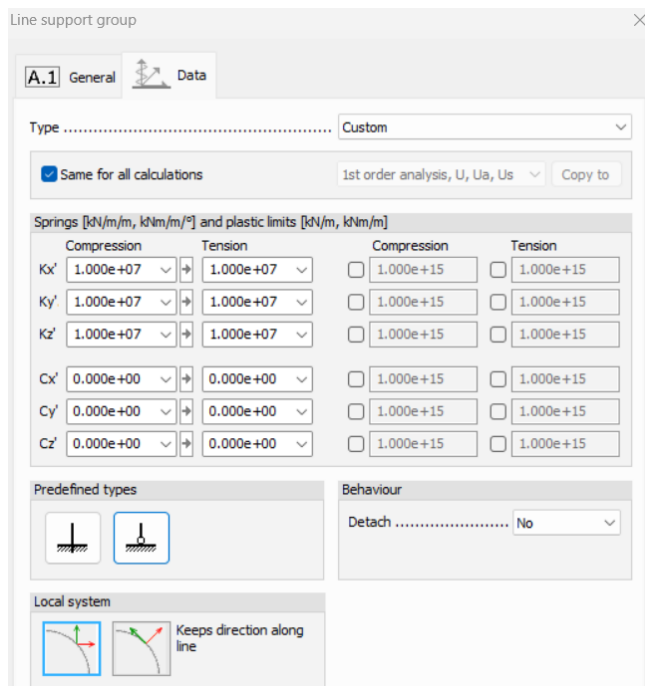 Line support group
A.1 General Data
Type ...................................................... Custom
Same for all calculations 1st order analysis, U, Ua, Us Copy to
Springs [kN/m/m, kNm/m/°] and plastic limits [kN/m, kNm/m]
Compression Tension Compression Tension
Kx' 1.000e+07 1.000e+07 1.000e+15 1.000e+15
Ky' 1.000e+07 1.000e+07 1.000e+15 1.000e+15
Kz' 1.000e+07 1.000e+07 1.000e+15 1.000e+15
Cx' 0.000e+00 0.000e+00 1.000e+15 1.000e+15
Cy' 0.000e+00 0.000e+00 1.000e+15 1.000e+15
Cz' 0.000e+00 0.000e+00 1.000e+15 1.000e+15
Predefined types Behaviour
Detach ....................... No
Local system
Keeps direction along
line